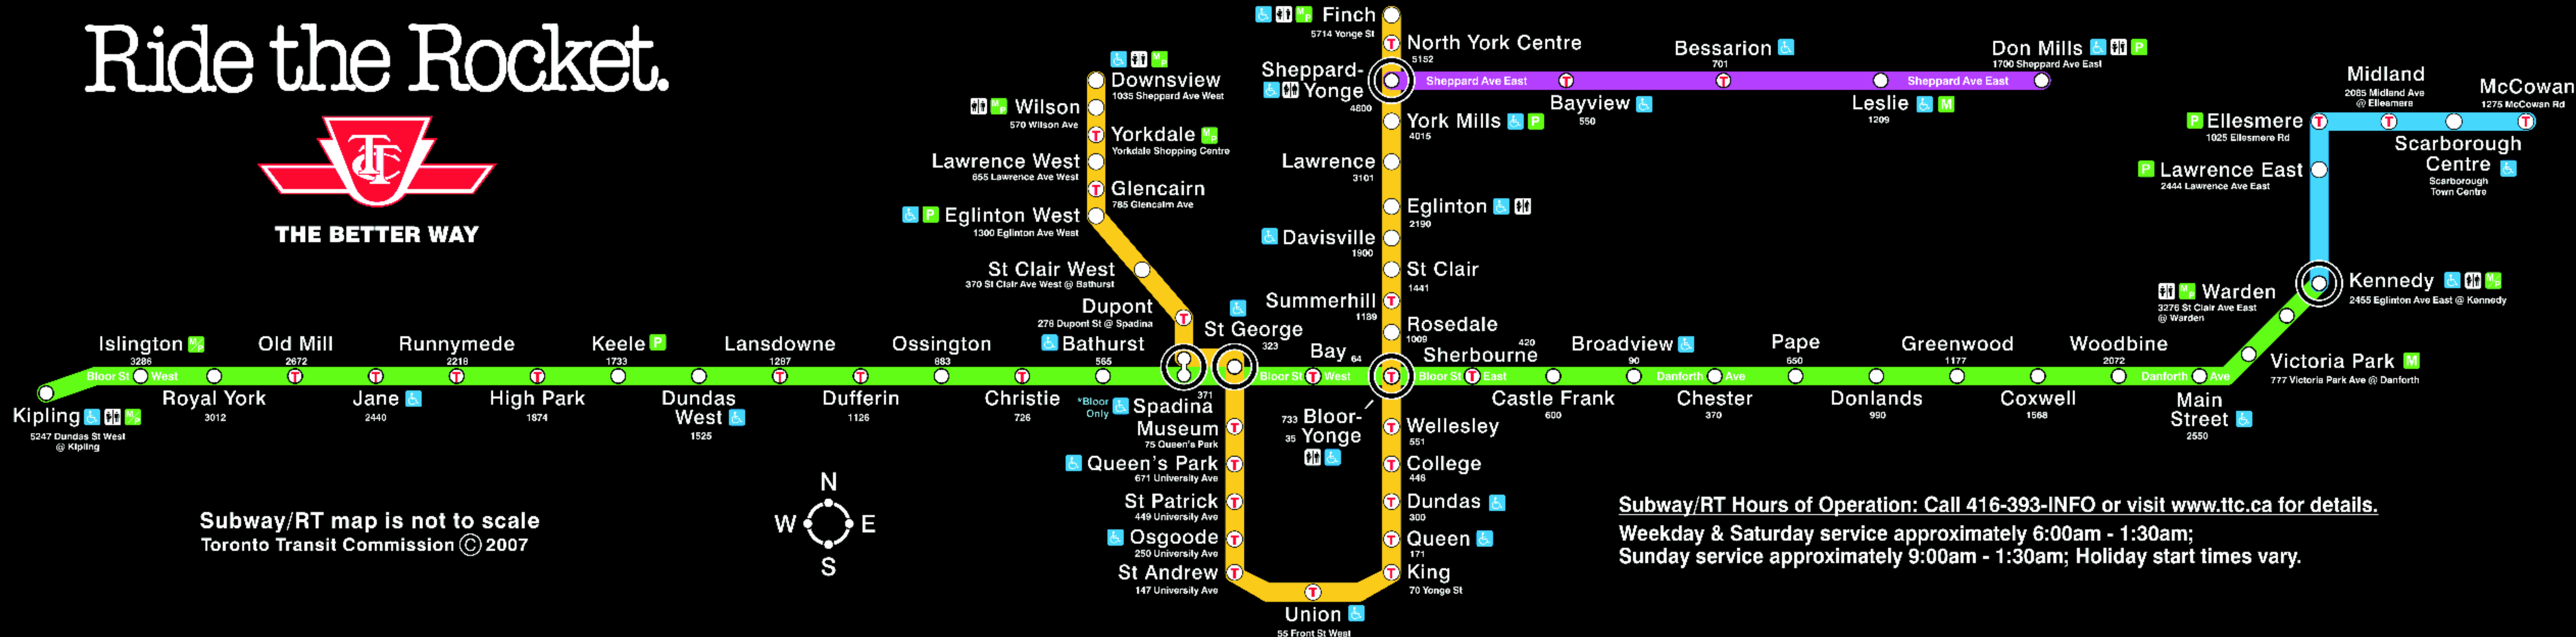 Ride the Rocket.
TTC
THE BETTER WAY
Finch
5714 Yonge St
North York Centre
5152
Sheppard-
Yonge
4800
Sheppard Ave East
Bayview
550
Bessarion
701
Leslie
1209
Sheppard Ave East
Don Mills
1700 Sheppard East
York Mills
4015
Lawrence
3101
Eglinton
2190
Davisville
1900
St Clair
1441
Summerhill
1189
Rosedale
1009
Downsview
1035 Sheppard Ave West
Wilson
570 Wilson Ave
Yorkdale
Yorkdale Shopping Centre
Lawrence West
655 Lawrence Ave West
Glencairn
785 Glencairn Ave
Eglinton West
1300 Eglinton Ave West
St Clair West
370 St Clair Ave West @ Bathurst
Dupont
276 Dupont St @ Spadina
St George
323
Midland
2085 Midland Ave
@ Ellesmere
McCowan
1275 McCowan Rd
Ellesmere
1025 Ellesmere Rd
Scarborough
Centre
Scarborough
Town Centre
Lawrence East
2444 Lawrence Ave East
Kennedy
2455 Eglinton Ave East @ Kennedy
Warden
3276 St Clair Ave East
@ Warden
Victoria Park
777 Victoria Park Ave @ Danforth
Kipling
5247 Dundas St West
@ Kipling
Islington
3286
Bloor St West
Royal York
3012
Old Mill
2672
Jane
2440
Runnymede
2218
High Park
1874
Keele
1733
Dundas
West
1525
Lansdowne
1287
Dufferin
1126
Ossington
883
Christie
726
Bathurst
565
*Bloor
Only
Spadina
371
Bloor St West
Bay
64
733 Bloor-
35 Yonge
Bloor St East
Sherbourne
420
Castle Frank
600
Broadview
90
Danforth Ave
Chester
370
Pape
650
Donlands
990
Greenwood
1177
Coxwell
1568
Woodbine
2072
Danforth Ave
Main
Street
2550
Museum
75 Queen's Park
Queen's Park
671 University Ave
St Patrick
449 University Ave
Osgoode
250 University Ave
St Andrew
147 University Ave
Union
55 Front St West
Wellesley
551
College
448
Dundas
300
Queen
171
King
70 Yonge St
N
W E
S
Subway/RT map is not to scale
Toronto Transit Commission © 2007
Subway/RT Hours of Operation: Call 416-393-INFO or visit www.ttc.ca for details.
Weekday & Saturday service approximately 6:00am - 1:30am;
Sunday service approximately 9:00am - 1:30am; Holiday start times vary.